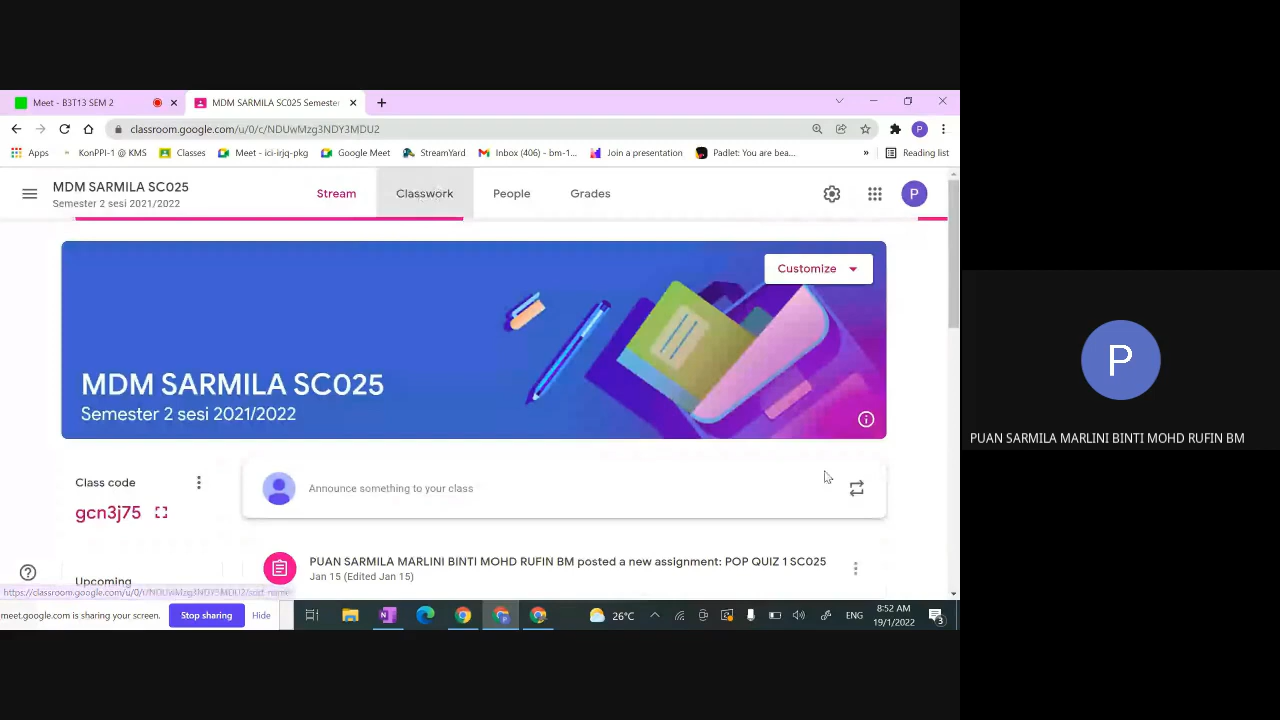 Meet - B3T13 SEM 2
MDM SARMILA SC025 Semester
classroom.google.com/u/0/c/NDUwMzg3NDY3MDU2
Apps
KonPPI-1 @ KMS
Classes
Meet - ici-irjq-pkg
Google Meet
StreamYard
Inbox (406) - bm-1...
Join a presentation
Padlet: You are bea...
»
Reading list
MDM SARMILA SC025
Semester 2 sesi 2021/2022
Stream
Classwork
People
Grades
P
Customize
MDM SARMILA SC025
Semester 2 sesi 2021/2022
Class code
gcn3j75
Announce something to your class
PUAN SARMILA MARLINI BINTI MOHD RUFIN BM posted a new assignment: POP QUIZ 1 SC025
Jan 15 (Edited Jan 15)
Upcoming
meet.google.com is sharing your screen.
Stop sharing
Hide
26°C
ENG
8:52 AM
19/1/2022
3
P
PUAN SARMILA MARLINI BINTI MOHD RUFIN BM